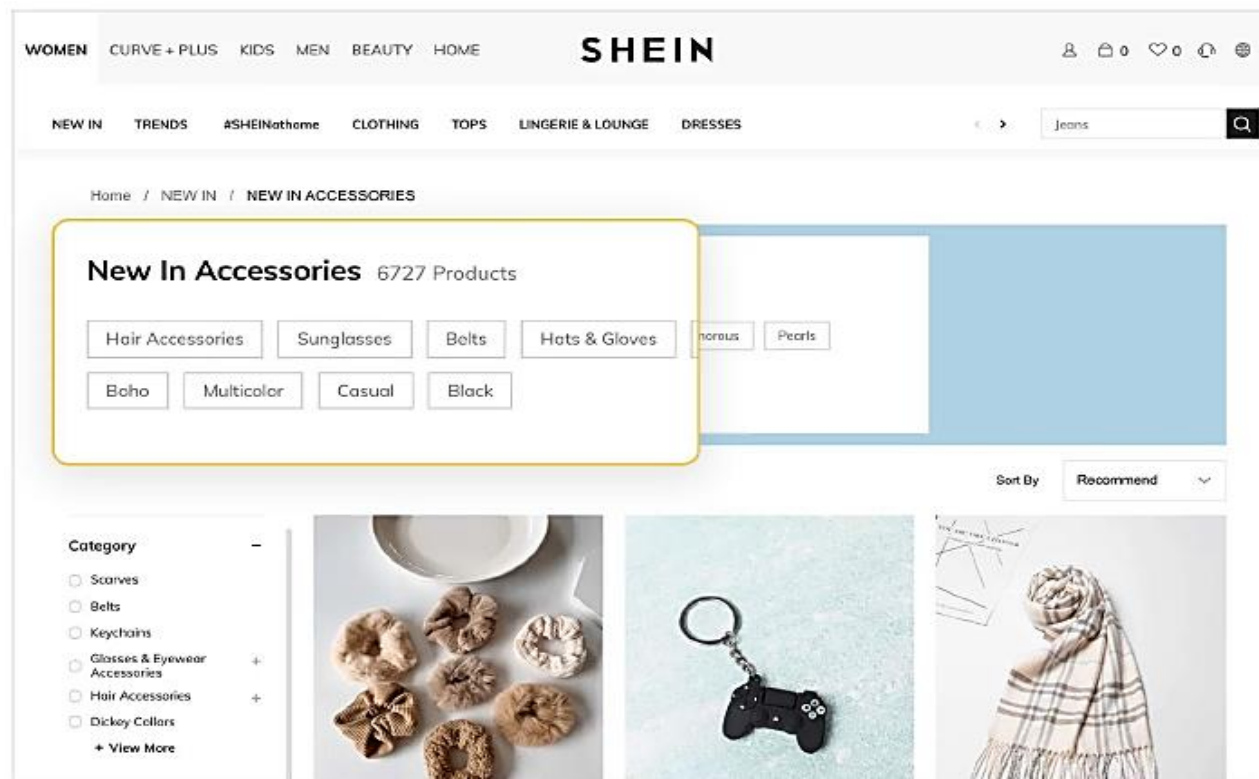 WOMEN CURVE + PLUS KIDS MEN BEAUTY HOME SHEIN 0 0
NEW IN TRENDS #SHEINathome CLOTHING TOPS LINGERIE & LOUNGE DRESSES Jeans
Home / NEW IN / NEW IN ACCESSORIES
New In Accessories 6727 Products
Hair Accessories Sunglasses Belts Hats & Gloves Pearls
Boho Multicolor Casual Black
Sort By Recommend
Category
Scarves
Belts
Keychains
Glasses & Eyewear
Accessories
Hair Accessories
Dickey Collars
+ View More